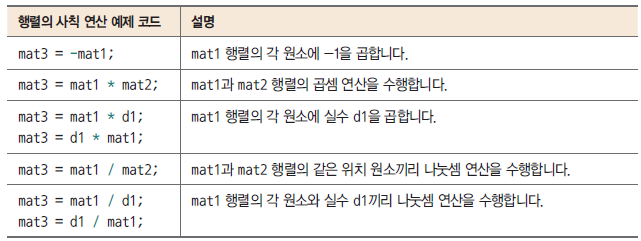 행렬의 사칙 연산 예제 코드 설명
mat3 = -mat1; mat1 행렬의 각 원소에 -1을 곱합니다.
mat3 = mat1 * mat2; mat1과 mat2 행렬의 곱셈 연산을 수행합니다.
mat3 = mat1 * d1; mat1 행렬의 각 원소에 실수 d1을 곱합니다.
mat3 = d1 * mat1;
mat3 = mat1 / mat2; mat1과 mat2 행렬의 같은 위치 원소끼리 나눗셈 연산을 수행합니다.
mat3 = mat1 / d1; mat1 행렬의 각 원소와 실수 d1끼리 나눗셈 연산을 수행합니다.
mat3 = d1 / mat1;